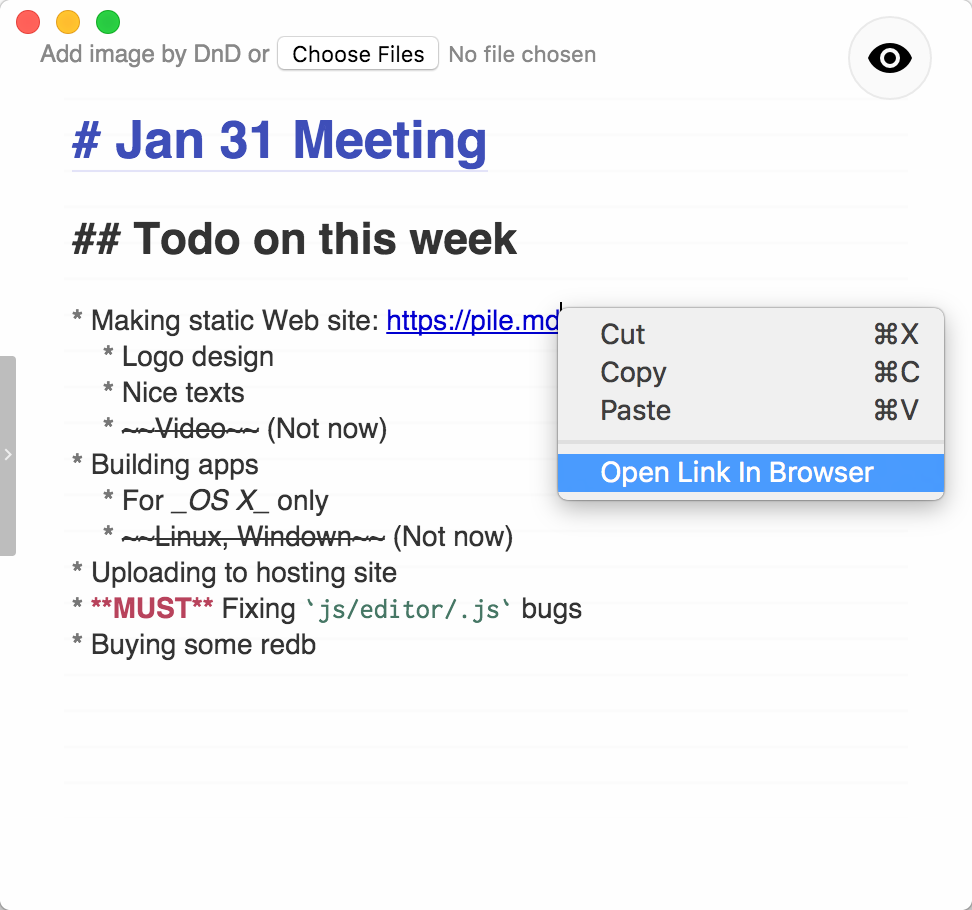 Add image by DnD or Choose Files No file chosen
# Jan 31 Meeting
## Todo on this week
* Making static Web site: https://pile.md
* Logo design
* Nice texts
* ~~Video~~ (Not now)
* Building apps
* For _OS X_ only
* ~~Linux, Windown~~ (Not now)
* Uploading to hosting site
* **MUST** Fixing `js/editor/.js` bugs
* Buying some redb
Cut ⌘X
Copy ⌘C
Paste ⌘V
Open Link In Browser